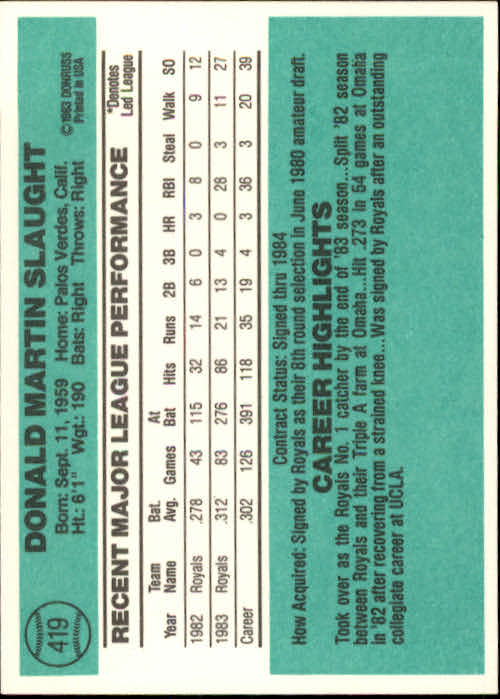 419
DONALD MARTIN SLAUGHT
Born: Sept. 11, 1959 Home: Palos Verdes, Calif.
Ht.: 6'1" Wgt.: 190 Bats: Right Throws: Right
©1983 DONRUSS
Printed in USA
RECENT MAJOR LEAGUE PERFORMANCE
*Denotes
Led League
Year Team Name Bat. Avg. Games At Bat Hits Runs 2B 3B HR RBI Steal Walk SO
1982 Royals .278 43 115 32 14 6 0 3 8 0 9 12
1983 Royals .312 83 276 86 21 13 4 0 28 3 11 27
Career .302 126 391 118 35 19 4 3 36 3 20 39
Contract Status: Signed thru 1984
How Acquired: Signed by Royals as their 8th round selection in June 1980 amateur draft.
CAREER HIGHLIGHTS
Took over as the Royals No. 1 catcher by the end of '83 season...Split '82 season
between Royals and their Triple A farm at Omaha...Hit .273 in 54 games at Omaha
in '82 after recovering from a strained knee...Was signed by Royals after an outstanding
collegiate career at UCLA.